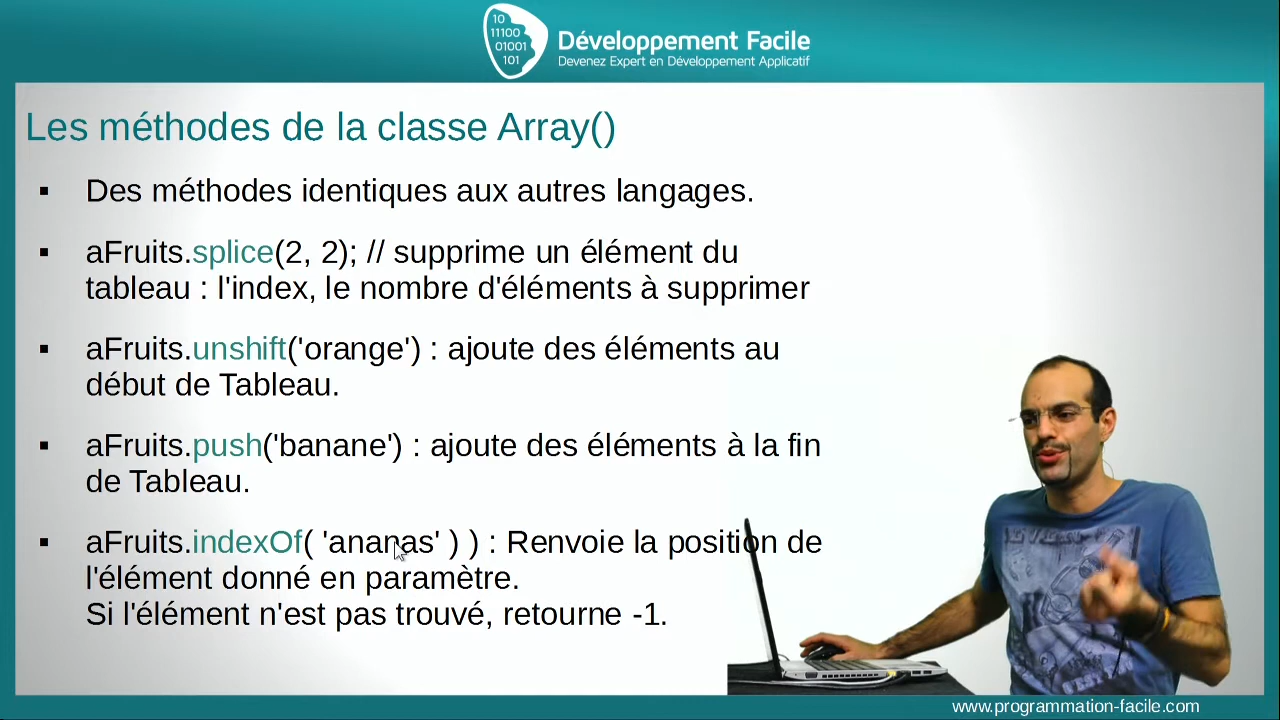 10
11100
01001
101
Développement Facile
Devenez Expert en Développement Applicatif
Les méthodes de la classe Array()
Des méthodes identiques aux autres langages.
aFruits.splice(2, 2); // supprime un élément du
tableau : l'index, le nombre d'éléments à supprimer
aFruits.unshift('orange') : ajoute des éléments au
début de Tableau.
aFruits.push('banane') : ajoute des éléments à la fin
de Tableau.
aFruits.indexOf( 'ananas' ) ) : Renvoie la position de
l'élément donné en paramètre.
Si l'élément n'est pas trouvé, retourne -1.
www.programmation-facile.com